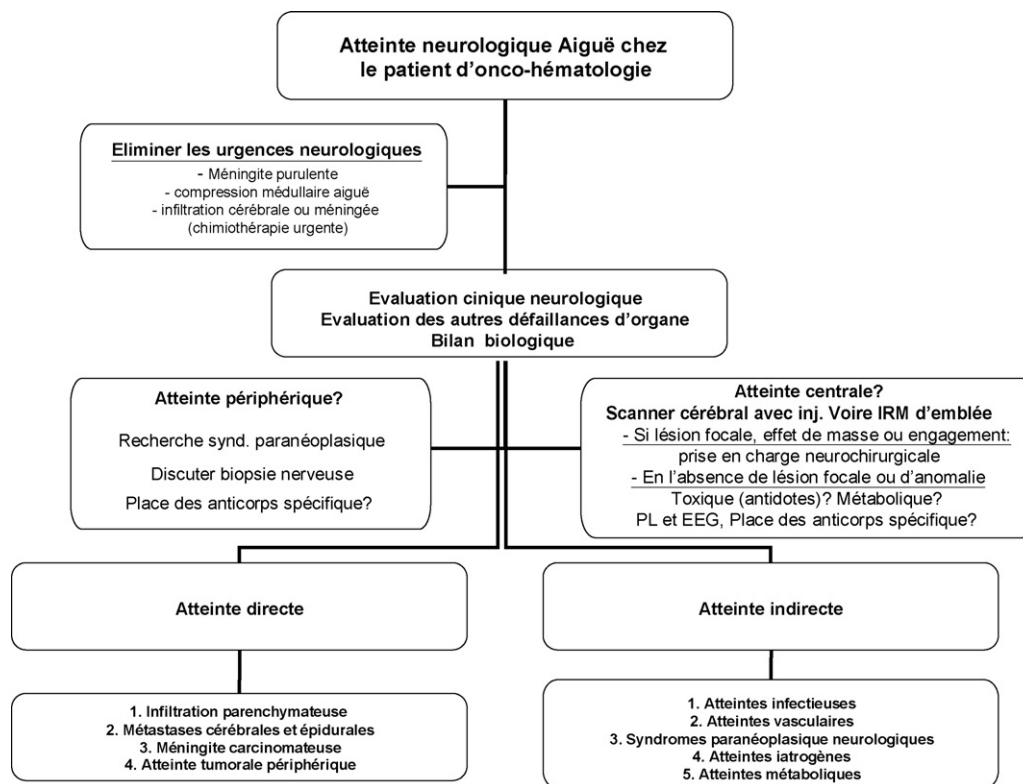 Atteinte neurologique Aiguë chez
le patient d'onco-hématologie
Eliminer les urgences neurologiques
- Méningite purulente
- compression médullaire aiguë
- infiltration cérébrale ou méningée
(chimiothérapie urgente)
Evaluation cinique neurologique
Evaluation des autres défaillances d'organe
Bilan biologique
Atteinte périphérique?
Recherche synd. paranéoplasique
Discuter biopsie nerveuse
Place des anticorps spécifique?
Atteinte centrale?
Scanner cérébral avec inj. Voire IRM d'emblée
- Si lésion focale, effet de masse ou engagement:
prise en charge neurochirurgicale
- En l'absence de lésion focale ou d'anomalie
Toxique (antidotes)? Métabolique?
PL et EEG, Place des anticorps spécifique?
Atteinte directe
Atteinte indirecte
1. Infiltration parenchymateuse
2. Métastases cérébrales et épidurales
3. Méningite carcinomateuse
4. Atteinte tumorale périphérique
1. Atteintes infectieuses
2. Atteintes vasculaires
3. Syndromes paranéoplasique neurologiques
4. Atteintes iatrogènes
5. Atteintes métaboliques